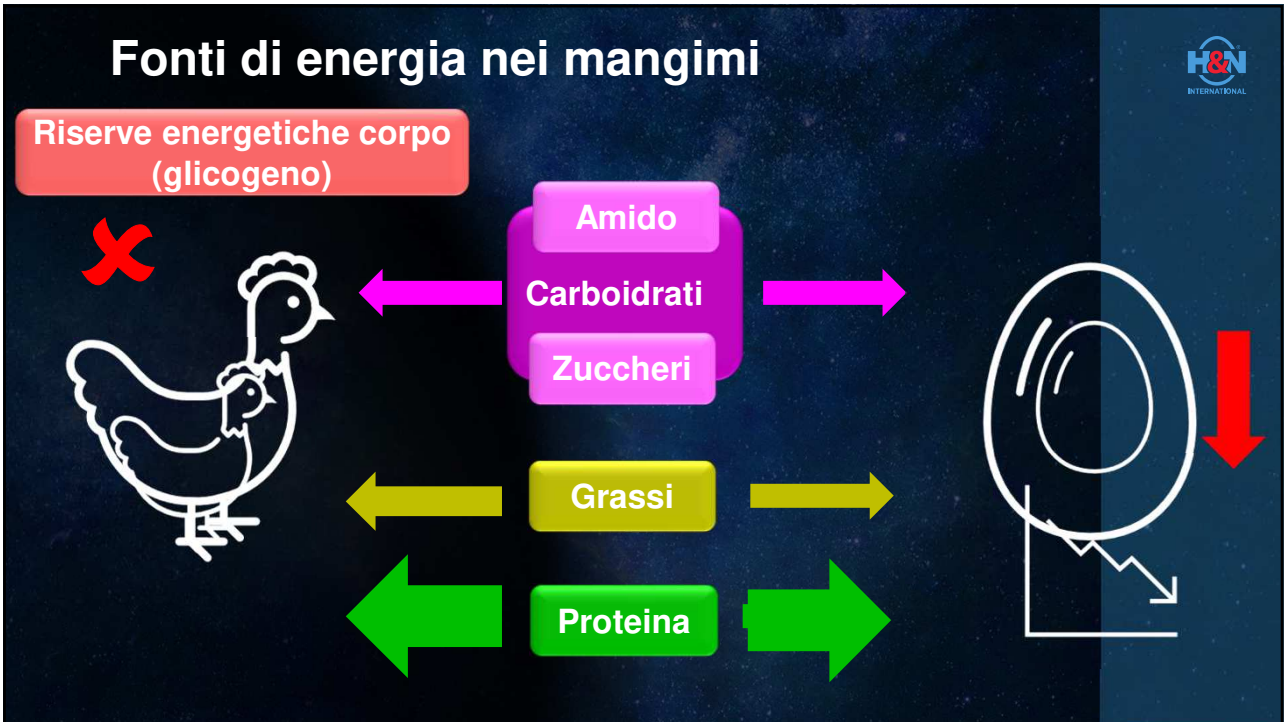 Fonti di energia nei mangimi
H&N
INTERNATIONAL
Riserve energetiche corpo
(glicogeno)
Amido
Carboidrati
Zuccheri
Grassi
Proteina